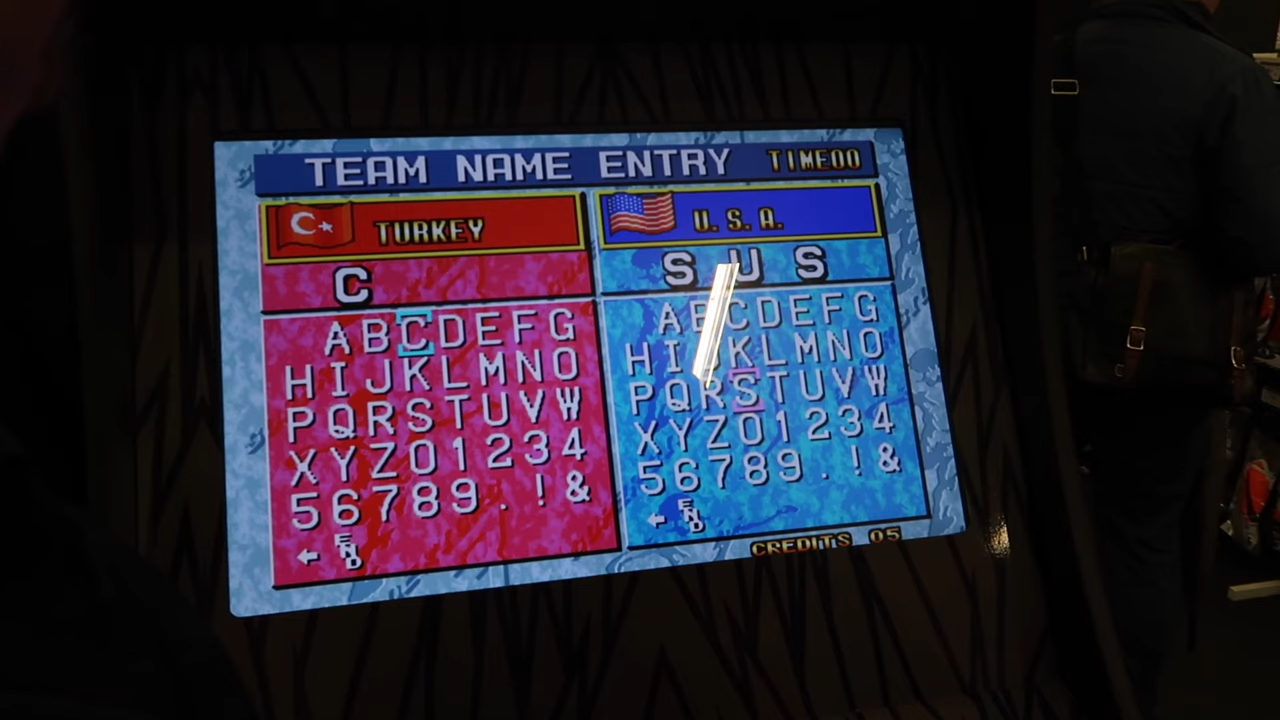 TEAM NAME ENTRY TIME00
TURKEY
C
ABCDEFG
HIJKLMNO
PQRSTUVW
XYZ01234
56789.!&
← END
U.S.A.
SUS
ABCDEFG
HIJKLMNO
PQRSTUVW
XYZ01234
56789.!&
← END
CREDITS 05